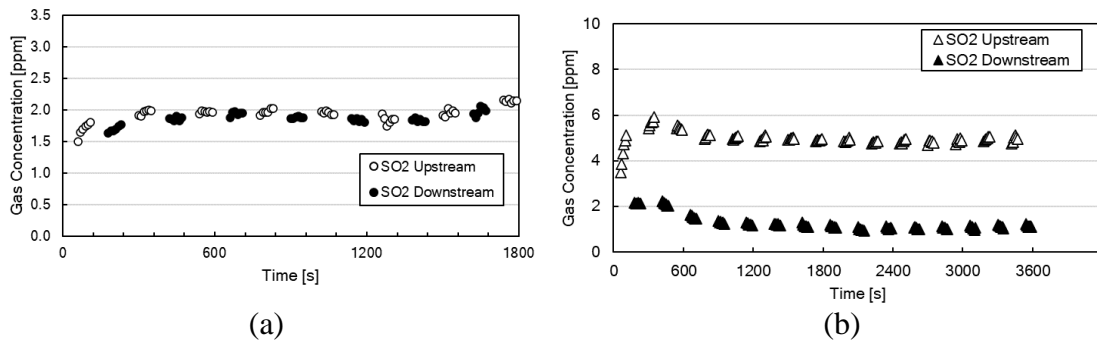 3.5
3.0
2.5
2.0
1.5
1.0
0.5
0.0
Gas Concentration [ppm]
SO2 Upstream
SO2 Downstream
0 600 1200 1800
Time [s]
(a)
10
8
6
4
2
0
Gas Concentration [ppm]
SO2 Upstream
SO2 Downstream
0 600 1200 1800 2400 3000 3600
Time [s]
(b)